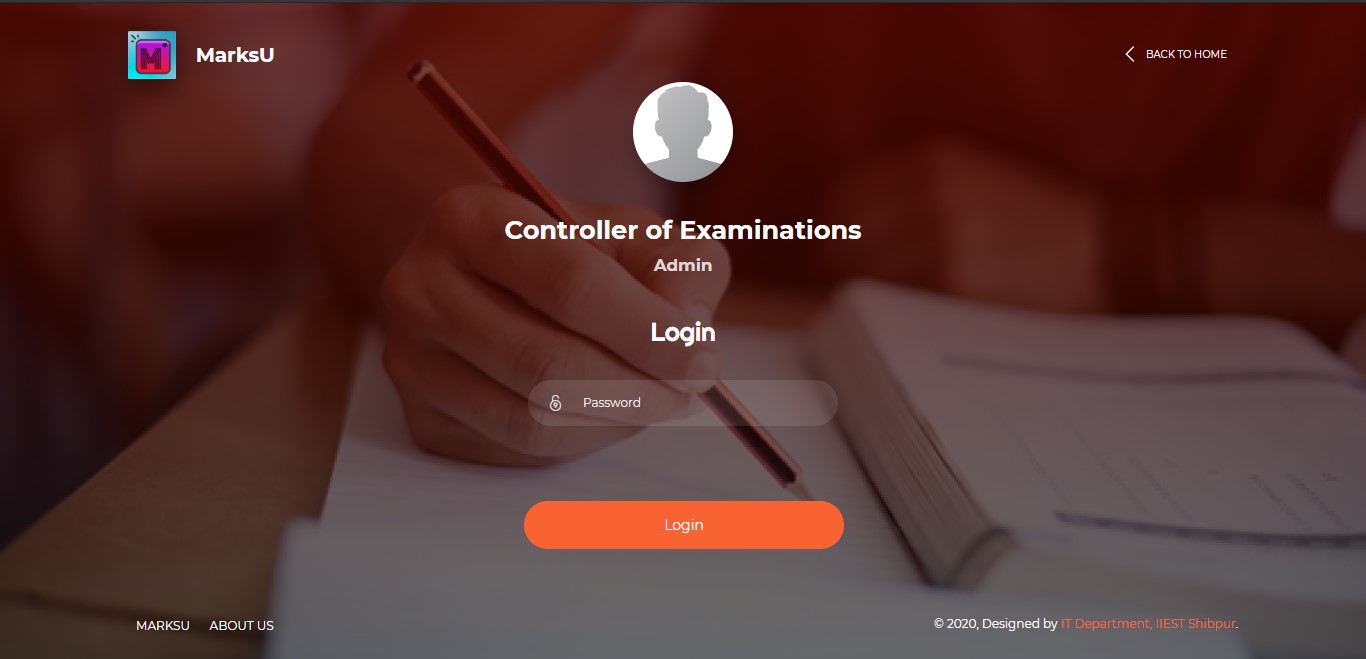 M
MarksU
BACK TO HOME
Controller of Examinations
Admin
Login
Password
Login
MARKSU ABOUT US
© 2020, Designed by IT Department, IIEST Shibpur.